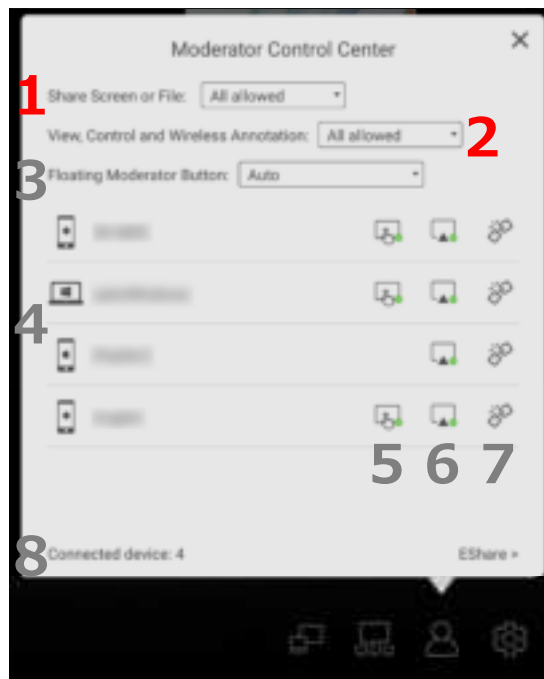 Moderator Control Center
1 Share Screen or File: All allowed
View, Control and Wireless Annotation: All allowed 2
3 Floating Moderator Button: Auto
4
5 6 7
8 Connected device: 4 EShare »